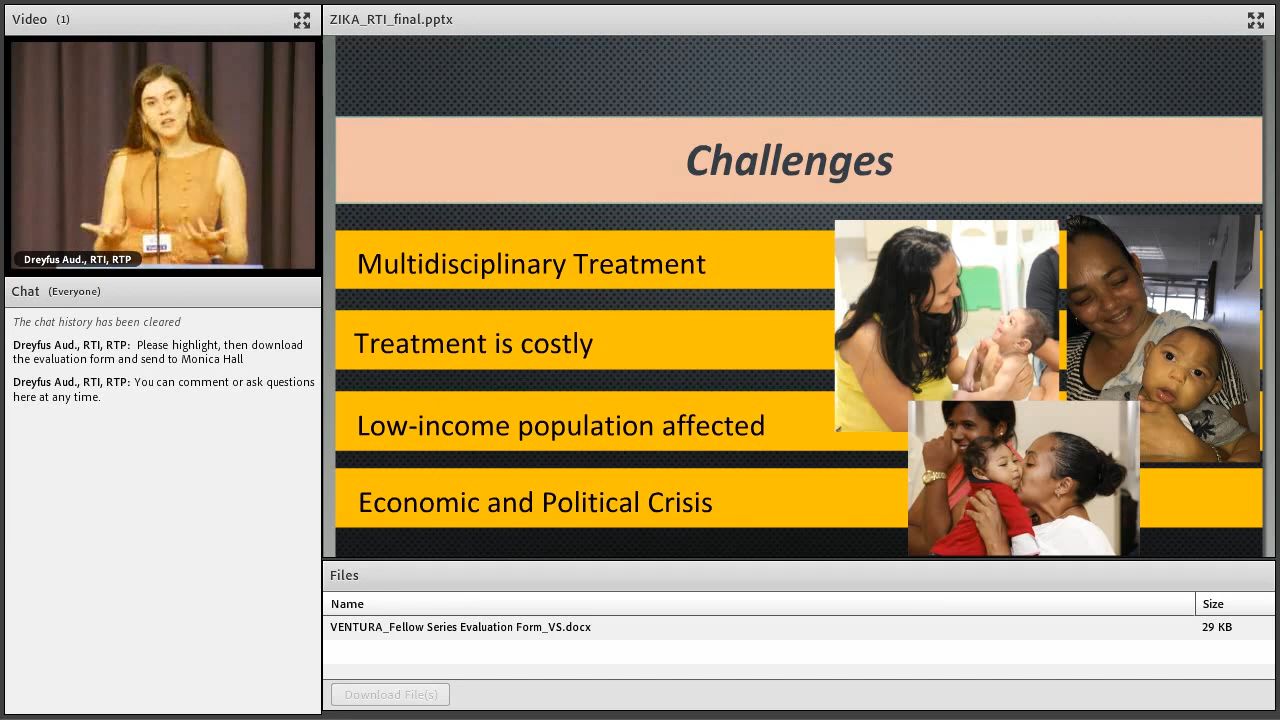 Video (1)
Dreyfus Aud., RTI, RTP
Chat (Everyone)
The chat history has been cleared
Dreyfus Aud., RTI, RTP: Please highlight, then download
the evaluation form and send to Monica Hall
Dreyfus Aud., RTI, RTP: You can comment or ask questions
here at any time.
ZIKA_RTI_final.pptx
Challenges
Multidisciplinary Treatment
Treatment is costly
Low-income population affected
Economic and Political Crisis
Files
Name Size
VENTURA_Fellow Series Evaluation Form_VS.docx 29 KB
Download File(s)